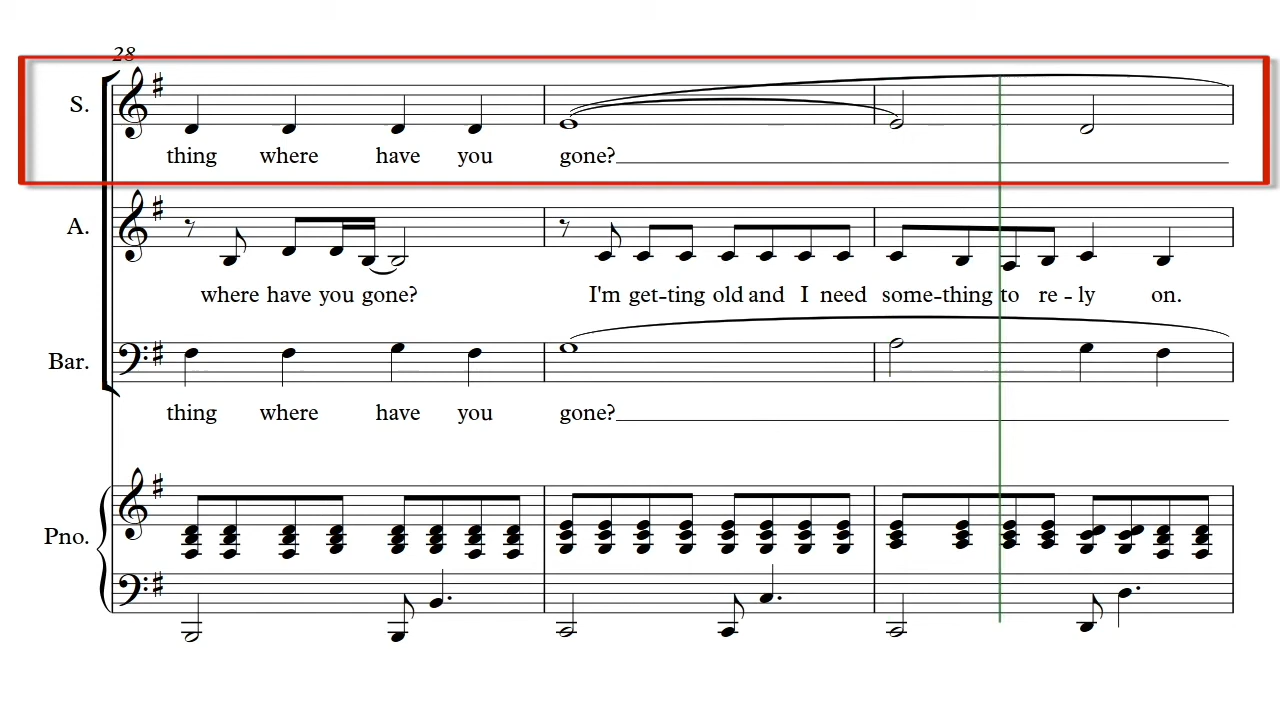 28
S.
thing where have you gone?
A.
where have you gone? I'm get-ting old and I need some-thing to re-ly on.
Bar.
thing where have you gone?
Pno.